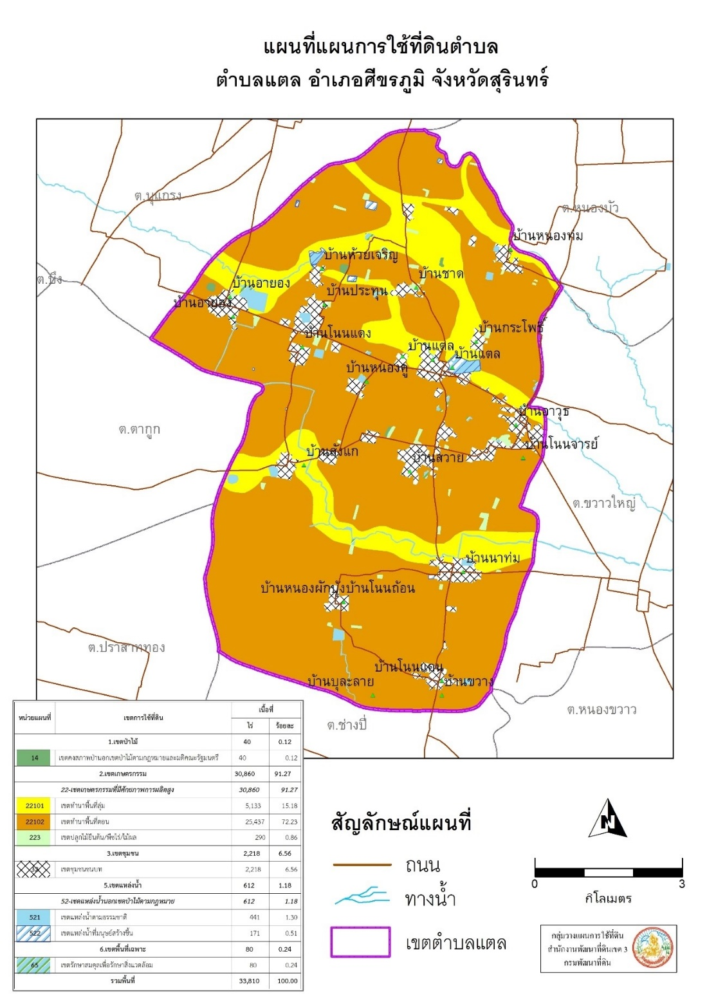 แผนที่แผนการใช้ที่ดินตำบล
ตำบลแตล อำเภอศีขรภูมิ จังหวัดสุรินทร์
ต.บุแกรง
ต.หนองบัว
บ้านหนองท่ม
บ้านห้วยเจริญ
บ้านชาด
ต.ขึง
บ้านอายอง
บ้านประทุน
บ้านอายอง
บ้านกระโพธิ์
บ้านโนนแดง
บ้านแตล
บ้านแตล
บ้านหนองคู
บ้านอาวุธ
ต.ตากูก
บ้านโนนจารย์
บ้านสังแก
บ้านสวาย
ต.ขวาวใหญ่
บ้านนาท่ม
บ้านหนองผักบุ้งบ้านโนนถ้อน
ต.ปราสาททอง
บ้านโนนแคน
บ้านบุละลาย
บ้านขวาง
ต.หนองขวาว
ต.ช่างปี่
หน่วยแผนที่ เขตการใช้ที่ดิน เนื้อที่
ไร่ ร้อยละ
1.เขตป่าไม้ 40 0.12
14 เขตคงสภาพป่านอกเขตป่าไม้ตามกฎหมายและมติคณะรัฐมนตรี 40 0.12
2.เขตเกษตรกรรม 30,860 91.27
22-เขตเกษตรกรรมที่มีศักยภาพการผลิตสูง 30,860 91.27
22101 เขตทำนาพื้นที่ลุ่ม 5,133 15.18
22102 เขตทำนาพื้นที่ดอน 25,437 72.23
223 เขตปลูกไม้ยืนต้น/พืชไร่/ไม้ผล 290 0.86
3.เขตชุมชน 2,218 6.56
32 เขตชุมชนชนบท 2,218 6.56
5.เขตแหล่งน้ำ 612 1.18
52-เขตแหล่งน้ำนอกเขตป่าไม้ตามกฎหมาย 612 1.18
521 เขตแหล่งน้ำตามธรรมชาติ 441 1.30
522 เขตแหล่งน้ำที่มนุษย์สร้างขึ้น 171 0.51
6.เขตพื้นที่เฉพาะ 80 0.24
65 เขตรักษาสมดุลเพื่อรักษาสิ่งแวดล้อม 80 0.24
รวมพื้นที่ 33,810 100.00
สัญลักษณ์แผนที่
ถนน
ทางน้ำ
เขตตำบลแตล
N
0 3
กิโลเมตร
กลุ่มวางแผนการใช้ที่ดิน
สำนักงานพัฒนาที่ดินเขต 3
กรมพัฒนาที่ดิน